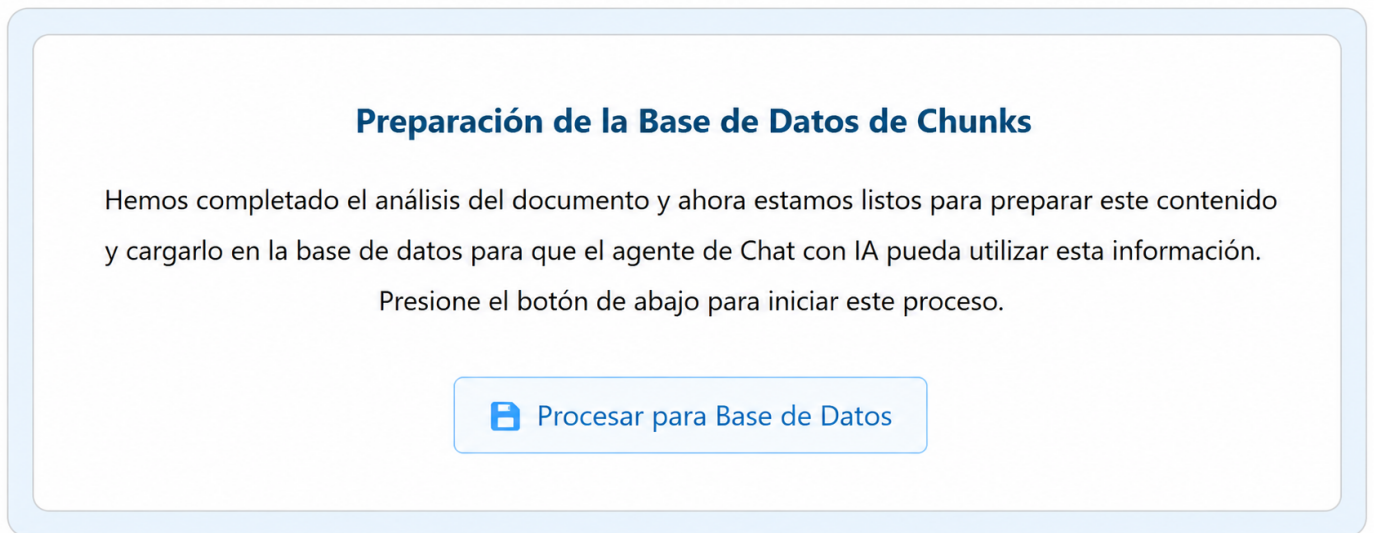 Preparación de la Base de Datos de Chunks
Hemos completado el análisis del documento y ahora estamos listos para preparar este contenido
y cargarlo en la base de datos para que el agente de Chat con IA pueda utilizar esta información.
Presione el botón de abajo para iniciar este proceso.
Procesar para Base de Datos